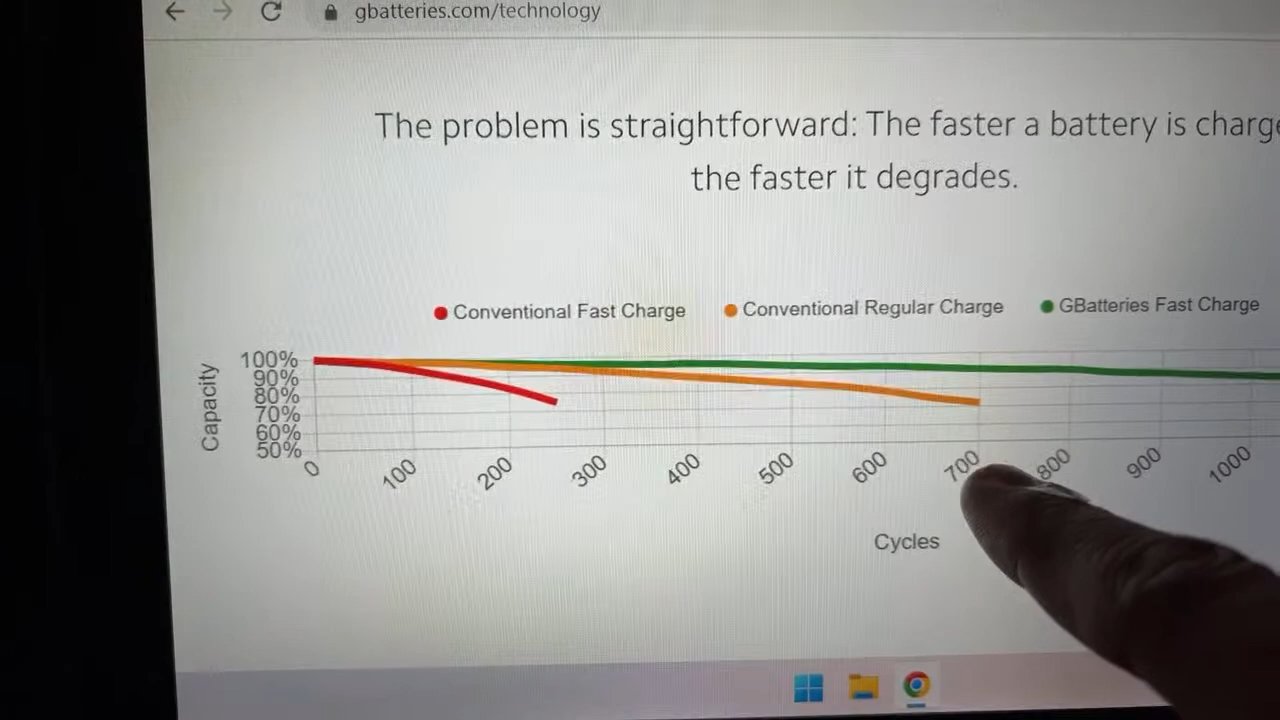 gbatteries.com/technology
The problem is straightforward: The faster a battery is charge
the faster it degrades.
Conventional Fast Charge
Conventional Regular Charge
GBatteries Fast Charge
Capacity
100%
90%
80%
70%
60%
50%
0
100
200
300
400
500
600
700
800
900
1000
Cycles